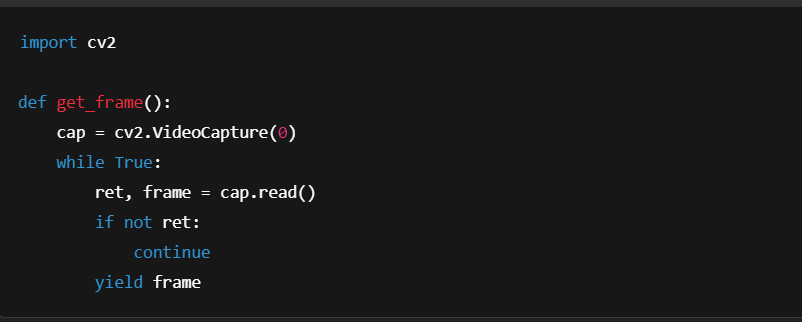 import cv2
def get_frame():
    cap = cv2.VideoCapture(0)
    while True:
        ret, frame = cap.read()
        if not ret:
            continue
        yield frame